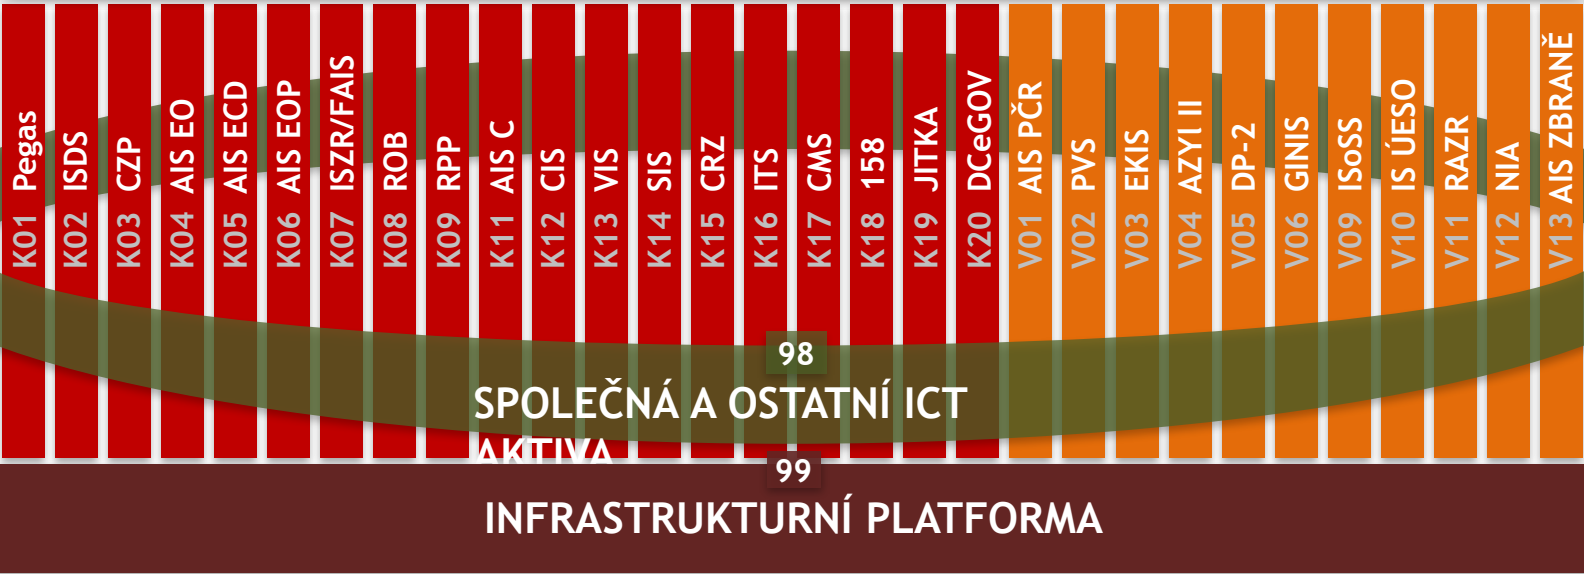 K01 Pegas
K02 ISDS
K03 CZP
K04 AIS EO
K05 AIS ECD
K06 AIS EOP
K07 ISZR/FAIS
K08 ROB
K09 RPP
K11 AIS C
K12 CIS
K13 VIS
K14 SIS
K15 CRZ
K16 ITS
K17 CMS
K18 158
K19 JITKA
K20 DCeGOV
V01 AIS PČR
V02 PVS
V03 EKIS
V04 AZYl II
V05 DP-2
V06 GINIS
V09 ISoSS
V10 IS ÚESO
V11 RAZR
V12 NIA
V13 AIS ZBRANĚ
98
SPOLEČNÁ A OSTATNÍ ICT
AKTIVA
99
INFRASTRUKTURNÍ PLATFORMA